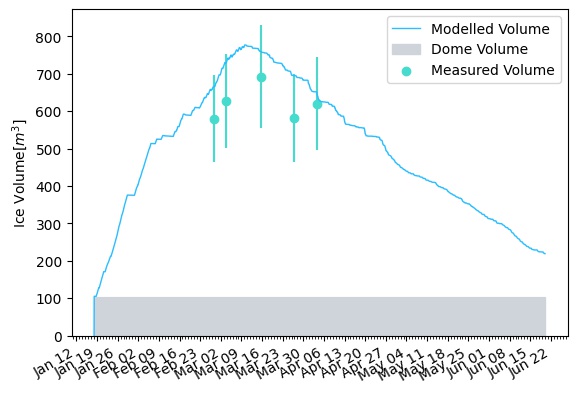 Modelled Volume
Dome Volume
Measured Volume
Ice Volume[m³]
800
700
600
500
400
300
200
100
0
Jan 12
Jan 19
Jan 26
Feb 02
Feb 09
Feb 16
Feb 23
Mar 02
Mar 09
Mar 16
Mar 23
Mar 30
Apr 06
Apr 13
Apr 20
Apr 27
May 04
May 11
May 18
May 25
Jun 01
Jun 08
Jun 15
Jun 22